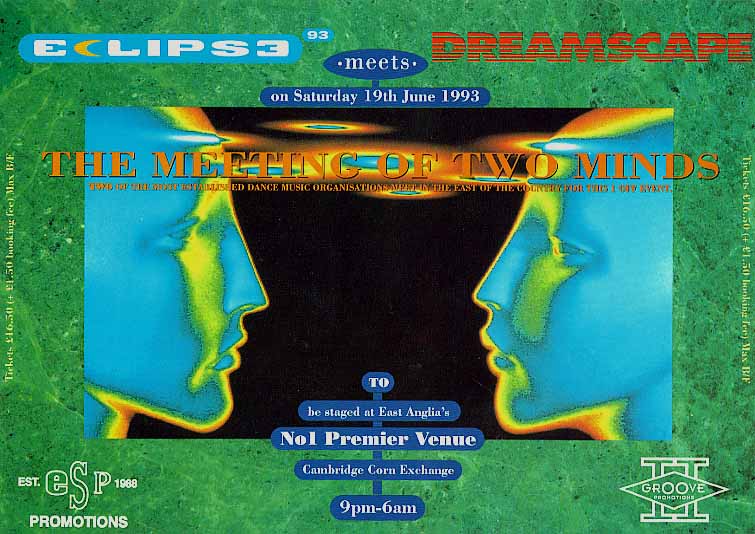 ECLIPS3 93
·meets·
DREAMSCAPE
on Saturday 19th June 1993
THE MEETING OF TWO MINDS
TWO OF THE MOST ESTABLISHED DANCE MUSIC ORGANISATIONS MEET IN THE EAST OF THE COUNTRY FOR THIS 1 OFF EVENT.
Tickets £16.50 (+ £1.50 booking fee) Max B/F
Tickets £16.50 (+ £1.50 booking fee) Max B/F
TO
be staged at East Anglia's
No1 Premier Venue
Cambridge Corn Exchange
9pm-6am
EST. eSP 1988
PROMOTIONS
II
GROOVE
PROMOTIONS